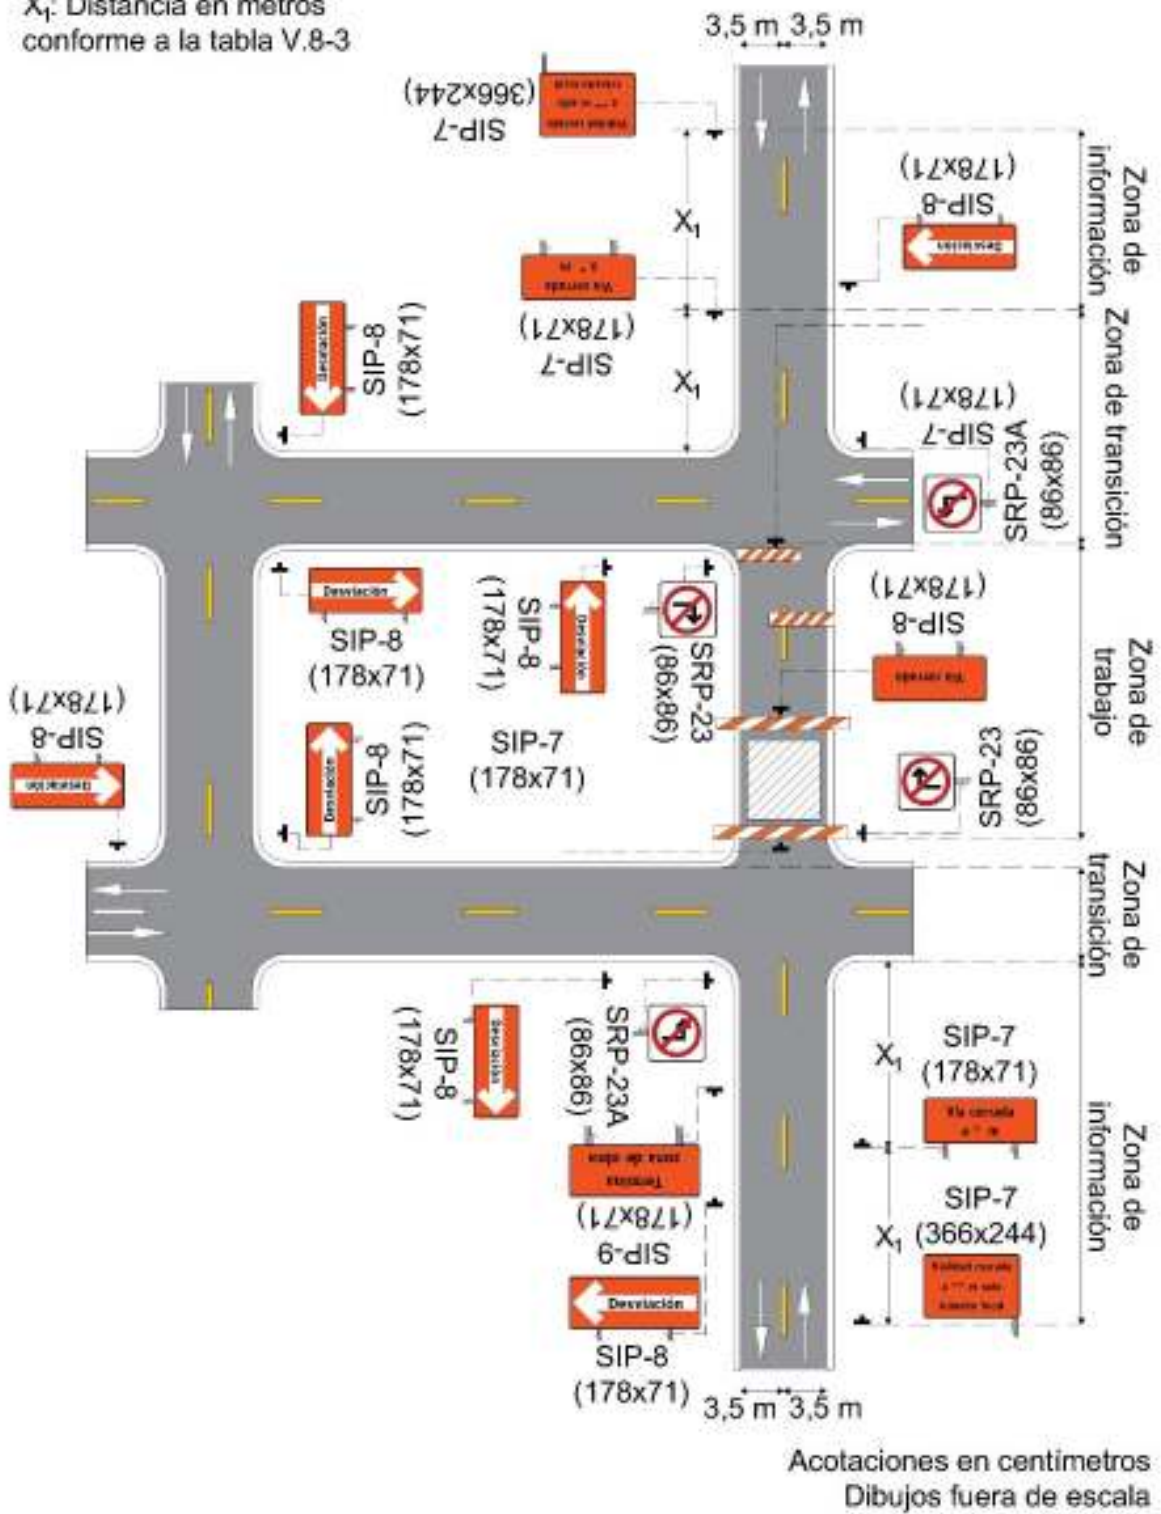 X₁: Distancia en metros
conforme a la tabla V.8-3
3,5 m 3,5 m
SIP-7
(366x244)
X₁
SIP-8
(178x71)
Desviación
Zona de
información
Vía cerrada
SIP-7
(178x71)
X₁
Desviación
SIP-8
(178x71)
SIP-7
(178x71)
SRP-23A
(86x86)
Zona de transición
Desviación
SIP-8
(178x71)
Desviación
SIP-8
(178x71)
SRP-23
(86x86)
SIP-8
(178x71)
Vía cerrada
Zona de
trabajo
SIP-8
(178x71)
Desviación
Desviación
SIP-8
(178x71)
SIP-7
(178x71)
SRP-23
(86x86)
Zona de
transición
Desviación
SIP-8
(178x71)
SRP-23A
(86x86)
X₁
SIP-7
(178x71)
Vía cerrada
Zona de
información
Termina
zona de obra
SIP-9
(178x71)
X₁
SIP-7
(366x244)
Desviación
SIP-8
(178x71)
3,5 m 3,5 m
Acotaciones en centímetros
Dibujos fuera de escala